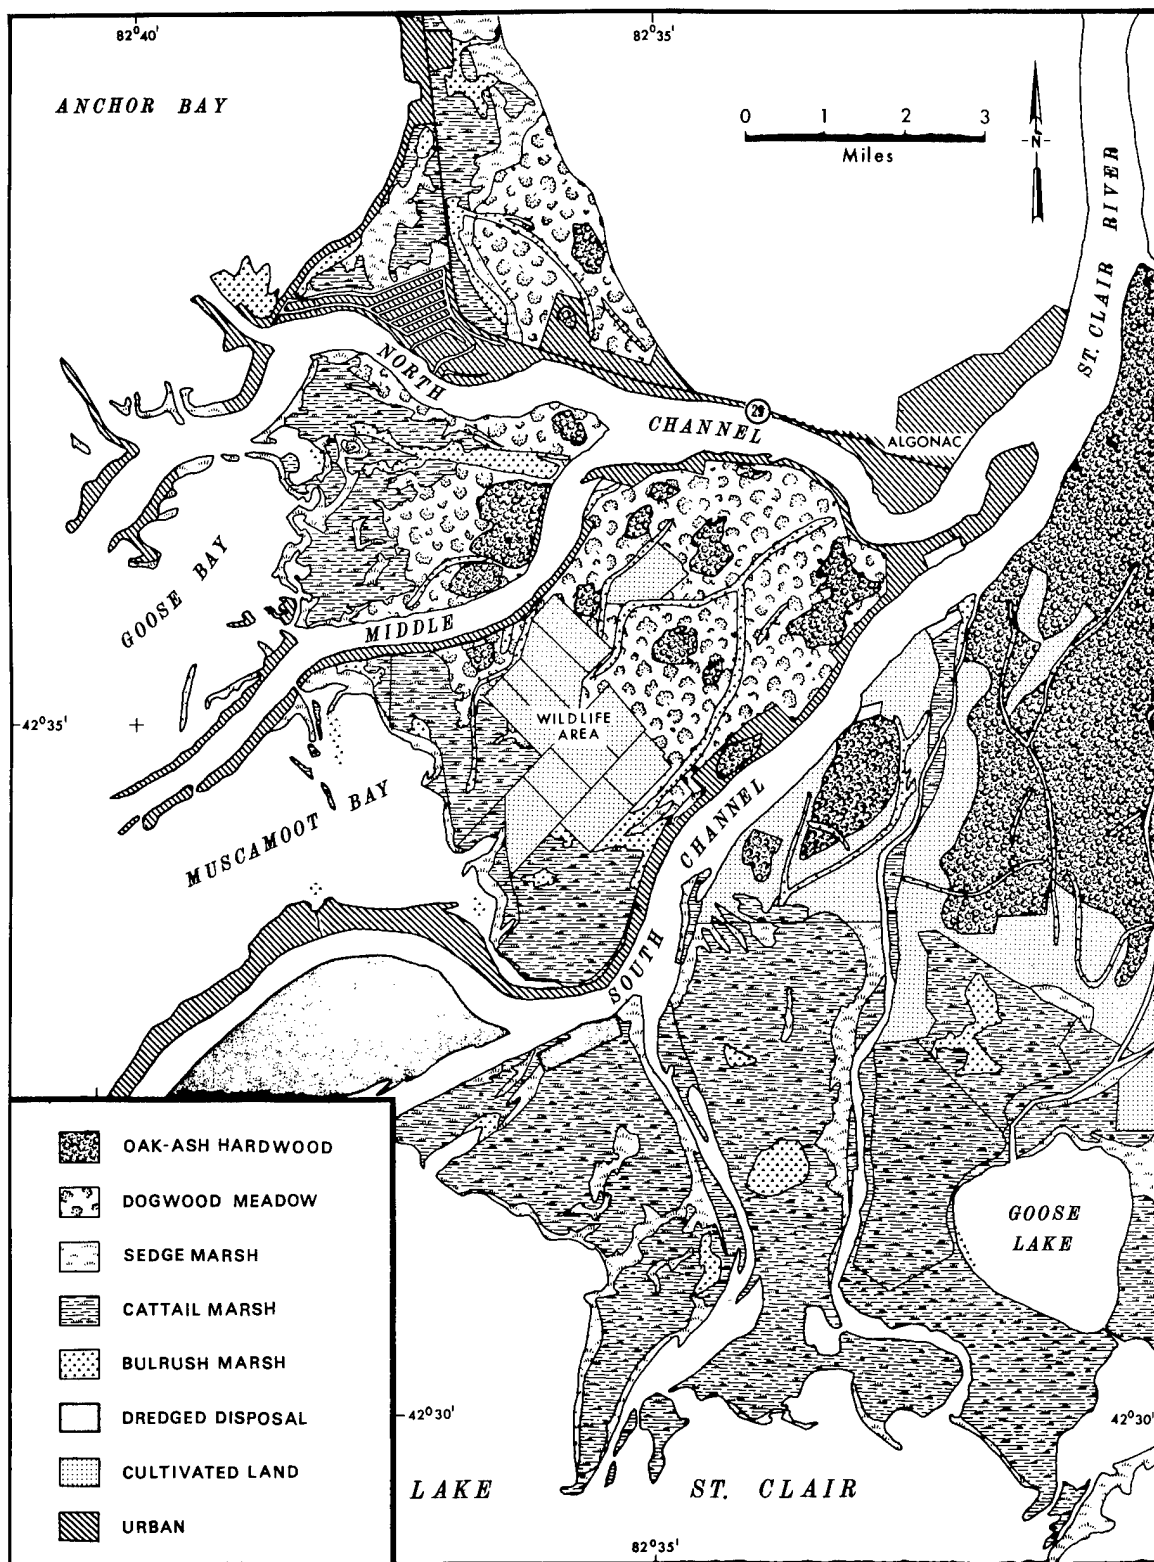 82°40'
82°35'
ANCHOR BAY
0 1 2 3
Miles
N
ST. CLAIR RIVER
NORTH
CHANNEL
29
ALGONAC
GOOSE BAY
MIDDLE
42°35'
WILDLIFE
AREA
MUSCAMOOT BAY
SOUTH CHANNEL
GOOSE
LAKE
OAK-ASH HARDWOOD
DOGWOOD MEADOW
SEDGE MARSH
CATTAIL MARSH
BULRUSH MARSH
DREDGED DISPOSAL
CULTIVATED LAND
URBAN
42°30'
42°30'
LAKE ST. CLAIR
82°35'